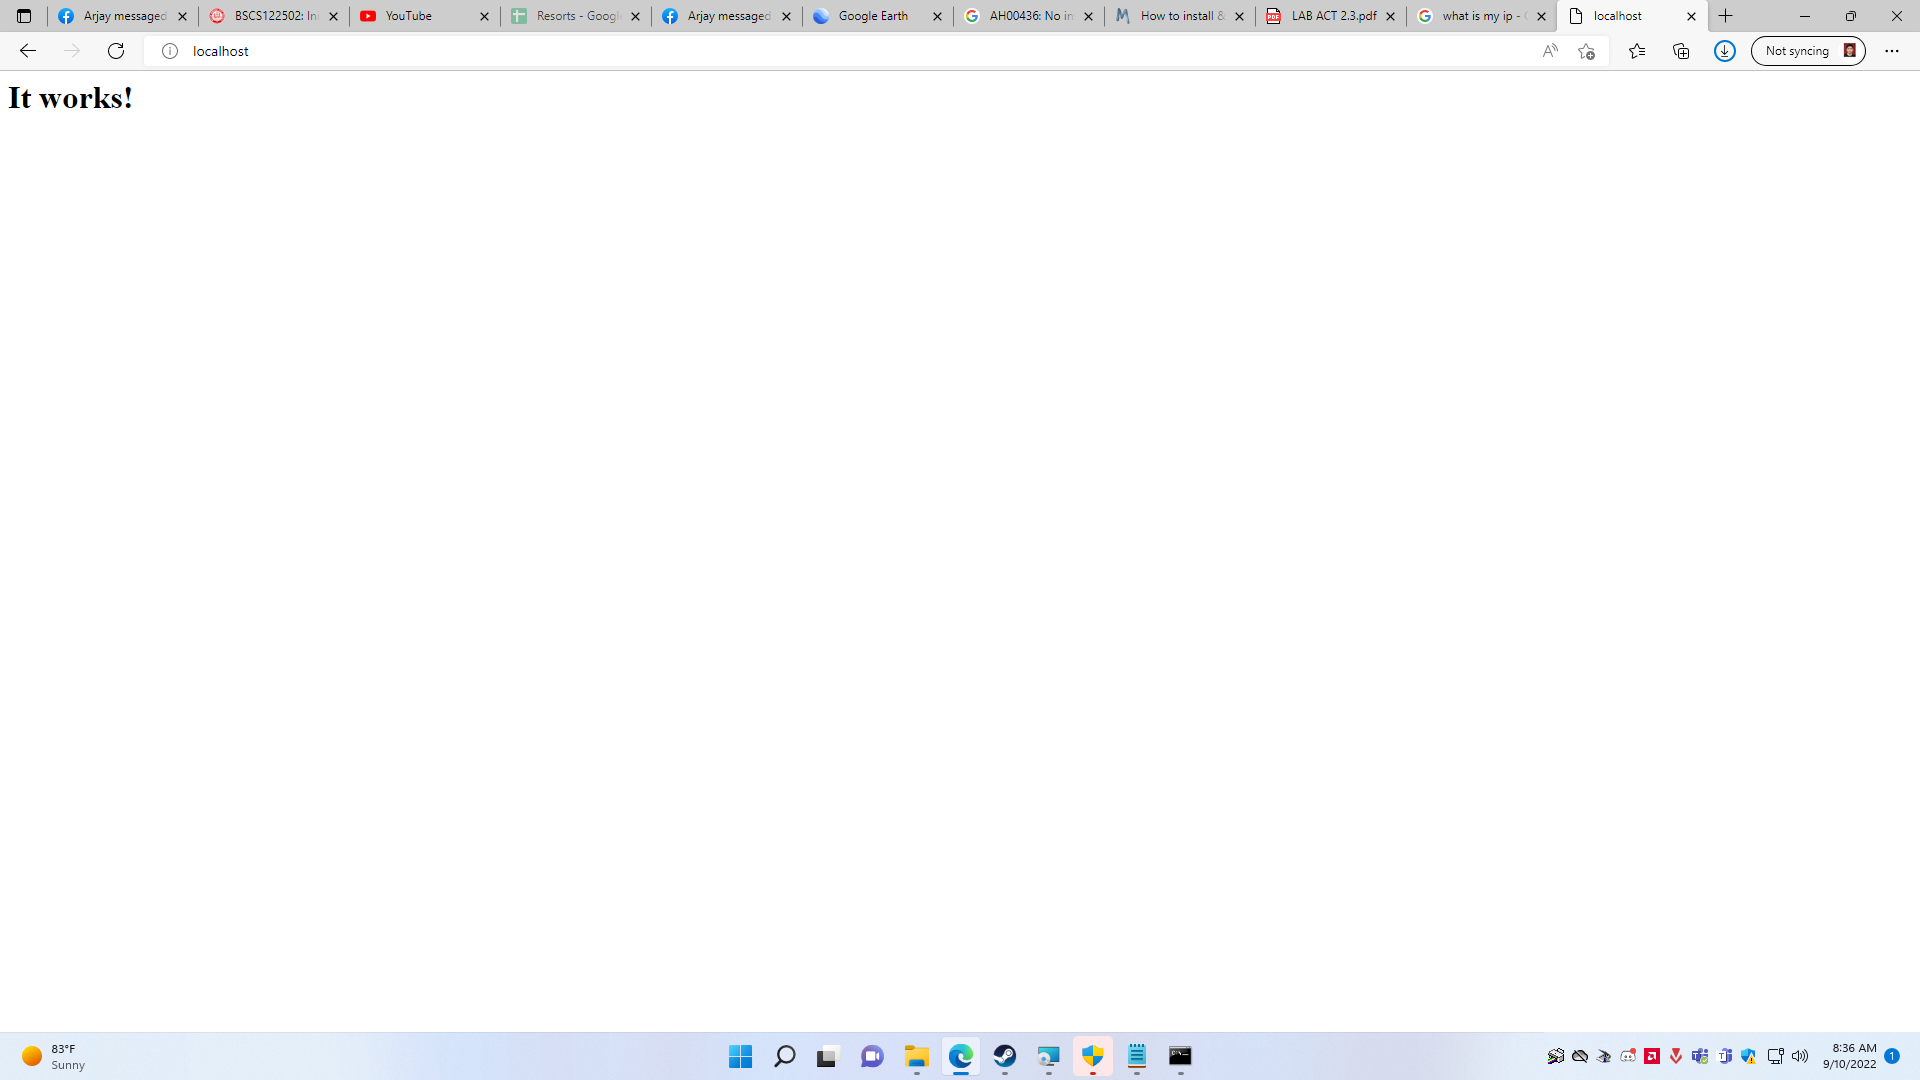 Arjay messaged
BSCS122502: Ini
YouTube
Resorts - Google
Arjay messaged
Google Earth
AH00436: No in
How to install &
LAB ACT 2.3.pdf
what is my ip - G
localhost
localhost
Not syncing
It works!
83°F
Sunny
8:36 AM
9/10/2022
1